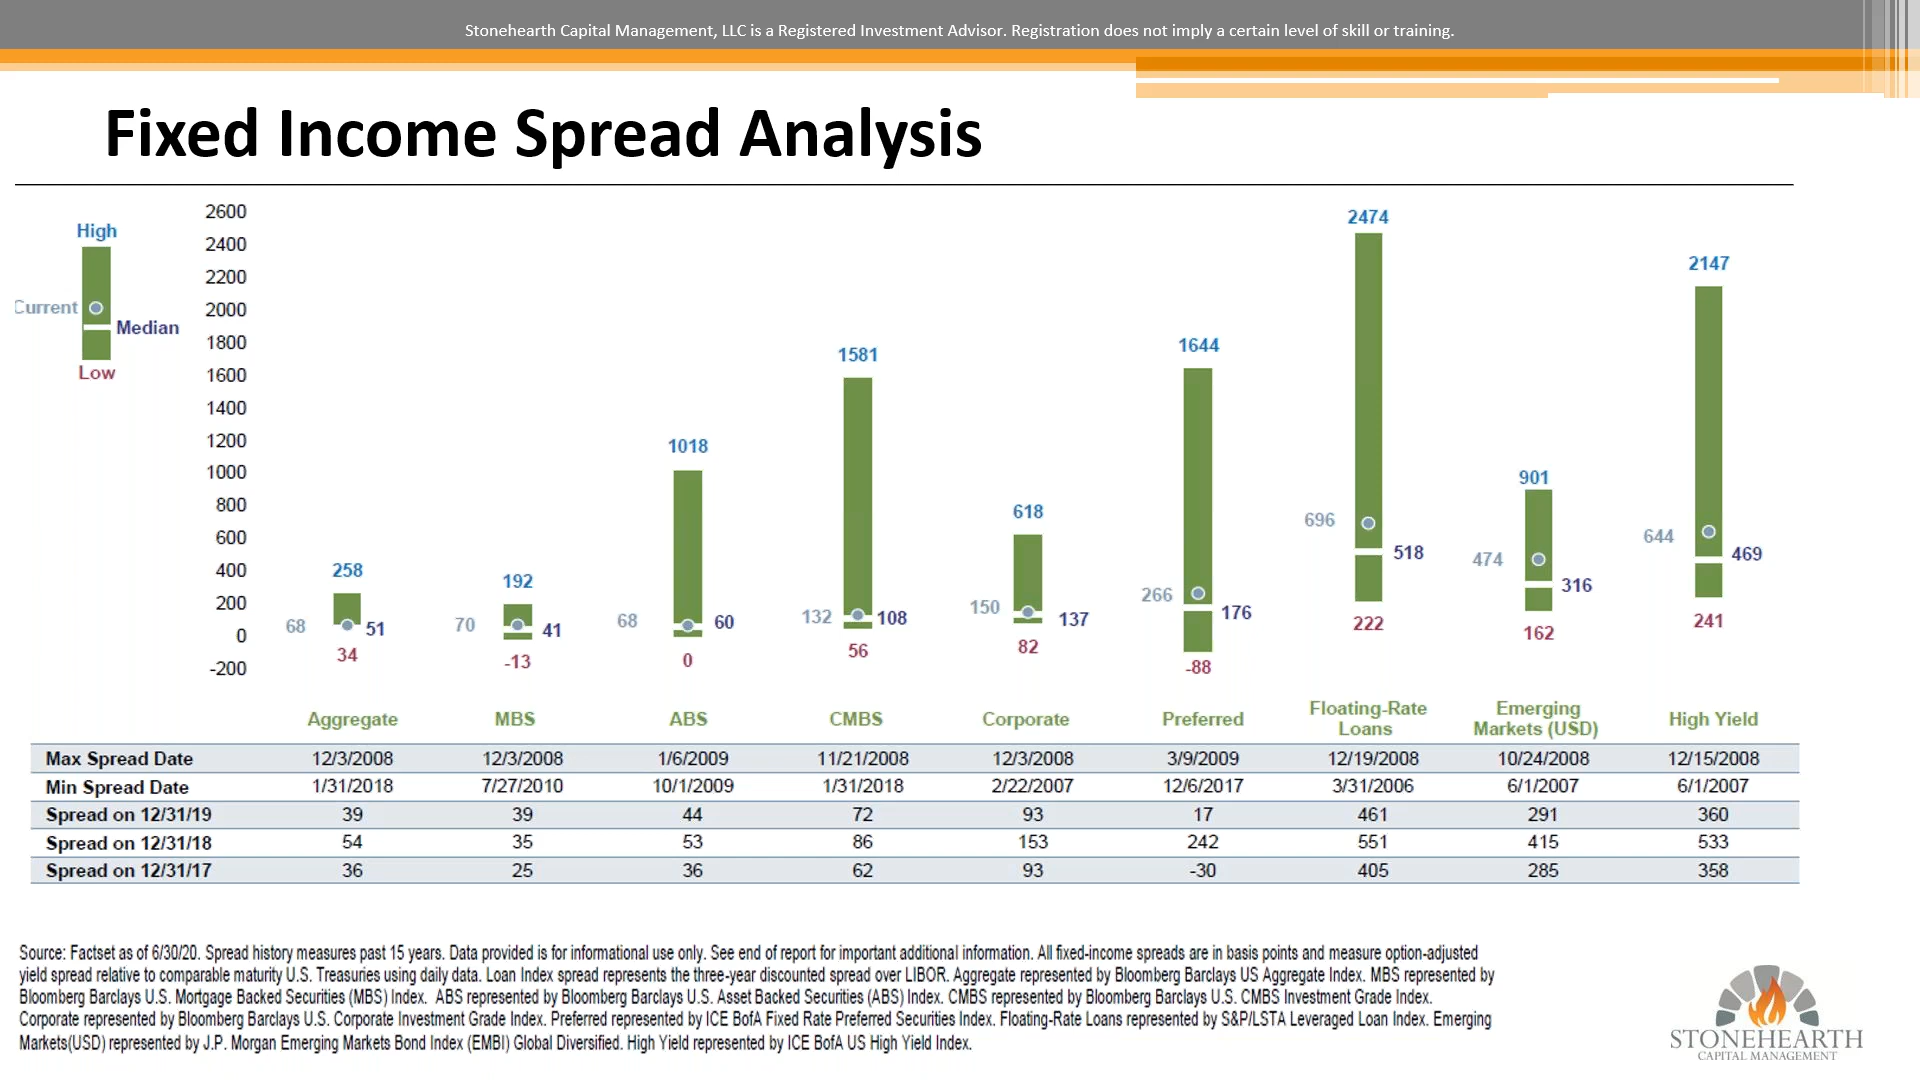 Stonehearth Capital Management, LLC is a Registered Investment Advisor. Registration does not imply a certain level of skill or training.
Fixed Income Spread Analysis
High
Current
Median
Low
2600
2400
2200
2000
1800
1600
1400
1200
1000
800
600
400
200
0
-200
258
68
51
34
192
70
41
-13
1018
68
60
0
1581
132
108
56
618
150
137
82
1644
266
176
-88
2474
696
518
222
901
474
316
162
2147
644
469
241
Aggregate MBS ABS CMBS Corporate Preferred Floating-Rate Loans Emerging Markets (USD) High Yield
Max Spread Date 12/3/2008 12/3/2008 1/6/2009 11/21/2008 12/3/2008 3/9/2009 12/19/2008 10/24/2008 12/15/2008
Min Spread Date 1/31/2018 7/27/2010 10/1/2009 1/31/2018 2/22/2007 12/6/2017 3/31/2006 6/1/2007 6/1/2007
Spread on 12/31/19 39 39 44 72 93 17 461 291 360
Spread on 12/31/18 54 35 53 86 153 242 551 415 533
Spread on 12/31/17 36 25 36 62 93 -30 405 285 358
Source: Factset as of 6/30/20. Spread history measures past 15 years. Data provided is for informational use only. See end of report for important additional information. All fixed-income spreads are in basis points and measure option-adjusted
yield spread relative to comparable maturity U.S. Treasuries using daily data. Loan Index spread represents the three-year discounted spread over LIBOR. Aggregate represented by Bloomberg Barclays US Aggregate Index. MBS represented by
Bloomberg Barclays U.S. Mortgage Backed Securities (MBS) Index. ABS represented by Bloomberg Barclays U.S. Asset Backed Securities (ABS) Index. CMBS represented by Bloomberg Barclays U.S. CMBS Investment Grade Index.
Corporate represented by Bloomberg Barclays U.S. Corporate Investment Grade Index. Preferred represented by ICE BofA Fixed Rate Preferred Securities Index. Floating-Rate Loans represented by S&P/LSTA Leveraged Loan Index. Emerging
Markets(USD) represented by J.P. Morgan Emerging Markets Bond Index (EMBI) Global Diversified. High Yield represented by ICE BofA US High Yield Index.
STONEHEARTH
CAPITAL MANAGEMENT